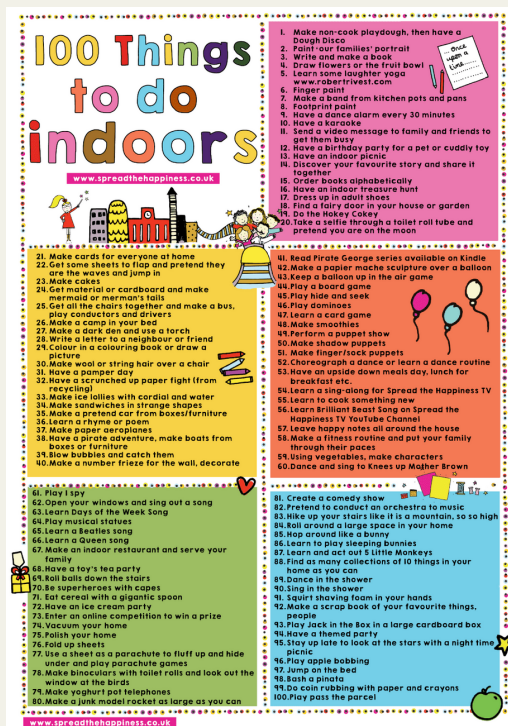 100 Things
to do
indoors
www.spreadthehappiness.co.uk
1. Make non-cook playdough, then have a
Dough Disco
2. Paint your families' portrait
3. Write and make a book
4. Draw flowers or the fruit bowl
5. Learn some laughter yoga
www.robertrivest.com
6. Finger paint
7. Make a band from kitchen pots and pans
8. Footprint paint
9. Have a dance alarm every 30 minutes
10. Have a karaoke
11. Send a video message to family and friends to
get them busy
12. Have a birthday party for a pet or cuddly toy
13. Have an indoor picnic
14. Discover your favourite story and share it
together
15. Order books alphabetically
16. Have an indoor treasure hunt
17. Dress up in adult shoes
18. Find a fairy door in your house or garden
19. Do the Hokey Cokey
20. Take a selfie through a toilet roll tube and
pretend you are on the moon
Once
upon a
time
21. Make cards for everyone at home
22. Get some sheets to flap and pretend they
are the waves and jump in
23. Make cakes
24. Get material or cardboard and make
mermaid or merman's tails
25. Get all the chairs together and make a bus,
play conductors and drivers
26. Make a camp in your bed
27. Make a dark den and use a torch
28. Write a letter to a neighbour or friend
29. Colour in a colouring book or draw a
picture
30. Make wool or string hair over a chair
31. Have a pamper day
32. Have a scrunched up paper fight (from
recycling)
33. Make ice lollies with cordial and water
34. Make sandwiches in strange shapes
35. Make a pretend car from boxes/furniture
36. Learn a rhyme or poem
37. Make paper aeroplanes
38. Have a pirate adventure, make boats from
boxes or furniture
39. Blow bubbles and catch them
40. Make a number frieze for the wall, decorate
41. Read Pirate George series available on Kindle
42. Make a papier mache sculpture over a balloon
43. Keep a balloon up in the air game
44. Play a board game
45. Play hide and seek
46. Play dominoes
47. Learn a card game
48. Make smoothies
49. Perform a puppet show
50. Make shadow puppets
51. Make finger/sock puppets
52. Choreograph a dance or learn a dance routine
53. Have an upside down meals day, lunch for
breakfast etc.
54. Learn a sing-along for Spread the Happiness TV
55. Learn to cook something new
56. Learn Brilliant Beast Song on Spread the
Happiness TV YouTube Channel
57. Leave happy notes all around the house
58. Make a fitness routine and put your family
through their paces
59. Using vegetables, make characters
60. Dance and sing to Knees up Mother Brown
61. Play I spy
62. Open your windows and sing out a song
63. Learn Days of the Week Song
64. Play musical statues
65. Learn a Beatles song
66. Learn a Queen song
67. Make an indoor restaurant and serve your
family
68. Have a toy's tea party
69. Roll balls down the stairs
70. Be superheroes with capes
71. Eat cereal with a gigantic spoon
72. Have an ice cream party
73. Enter an online competition to win a prize
74. Vacuum your home
75. Polish your home
76. Fold up sheets
77. Use a sheet as a parachute to fluff up and hide
under and play parachute games
78. Make binoculars with toilet rolls and look out the
window at the birds
79. Make yoghurt pot telephones
80. Make a junk model rocket as large as you can
81. Create a comedy show
82. Pretend to conduct an orchestra to music
83. Hike up your stairs like it is a mountain, so so high
84. Roll around a large space in your home
85. Hop around like a bunny
86. Learn to play sleeping bunnies
87. Learn and act out 5 Little Monkeys
88. Find as many collections of 10 things in your
home as you can
89. Dance in the shower
90. Sing in the shower
91. Squirt shaving foam in your hands
92. Make a scrap book of your favourite things,
people
93. Play Jack in the Box in a large cardboard box
94. Have a themed party
95. Stay up late to look at the stars with a night time
picnic
96. Play apple bobbing
97. Jump on the bed
98. Bash a pinata
99. Do coin rubbing with paper and crayons
100. Play pass the parcel
www.spreadthehappiness.co.uk